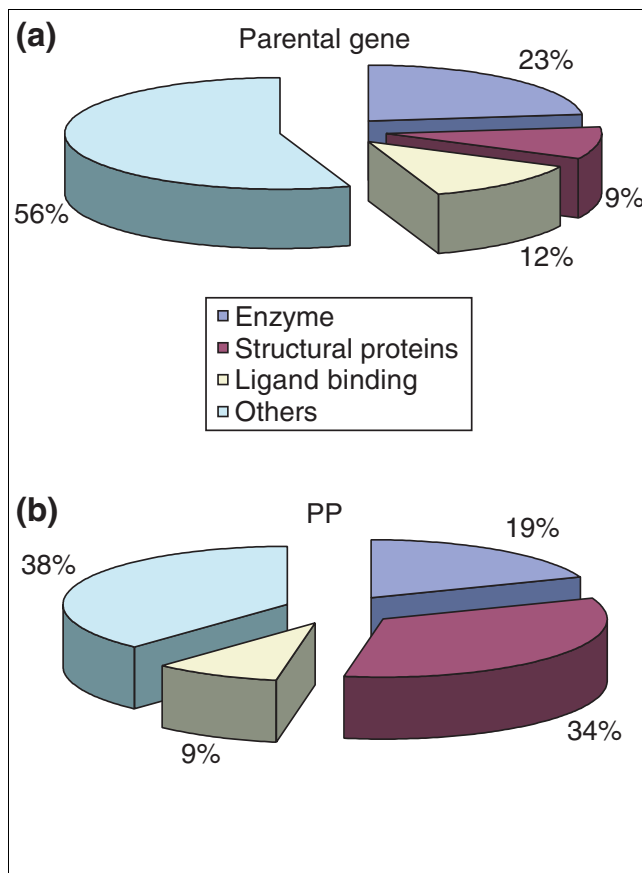 (a)
Parental gene
23%
56%
9%
12%
Enzyme
Structural proteins
Ligand binding
Others
(b)
PP
38%
19%
34%
9%